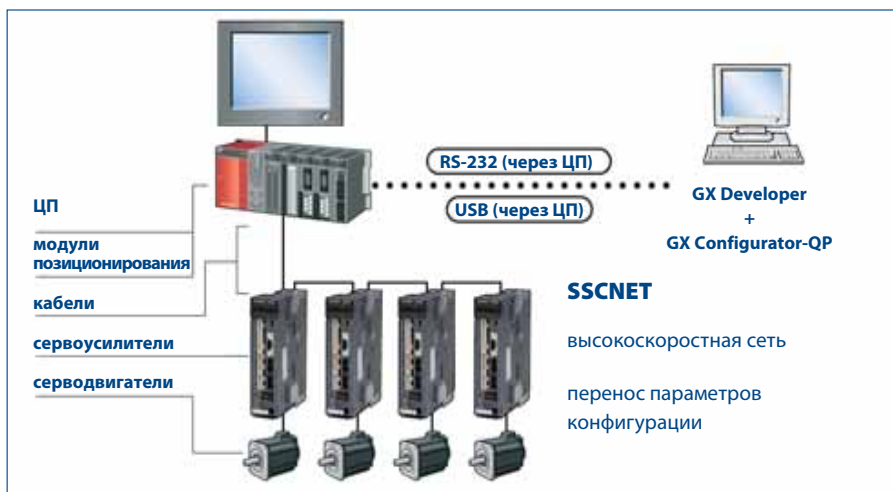 RS-232 (через ЦП)
USB (через ЦП)
GX Developer
+
GX Configurator-QP
ЦП
модули
позиционирования
кабели
сервоусилители
серводвигатели
SSCNET
высокоскоростная сеть
перенос параметров
конфигурации